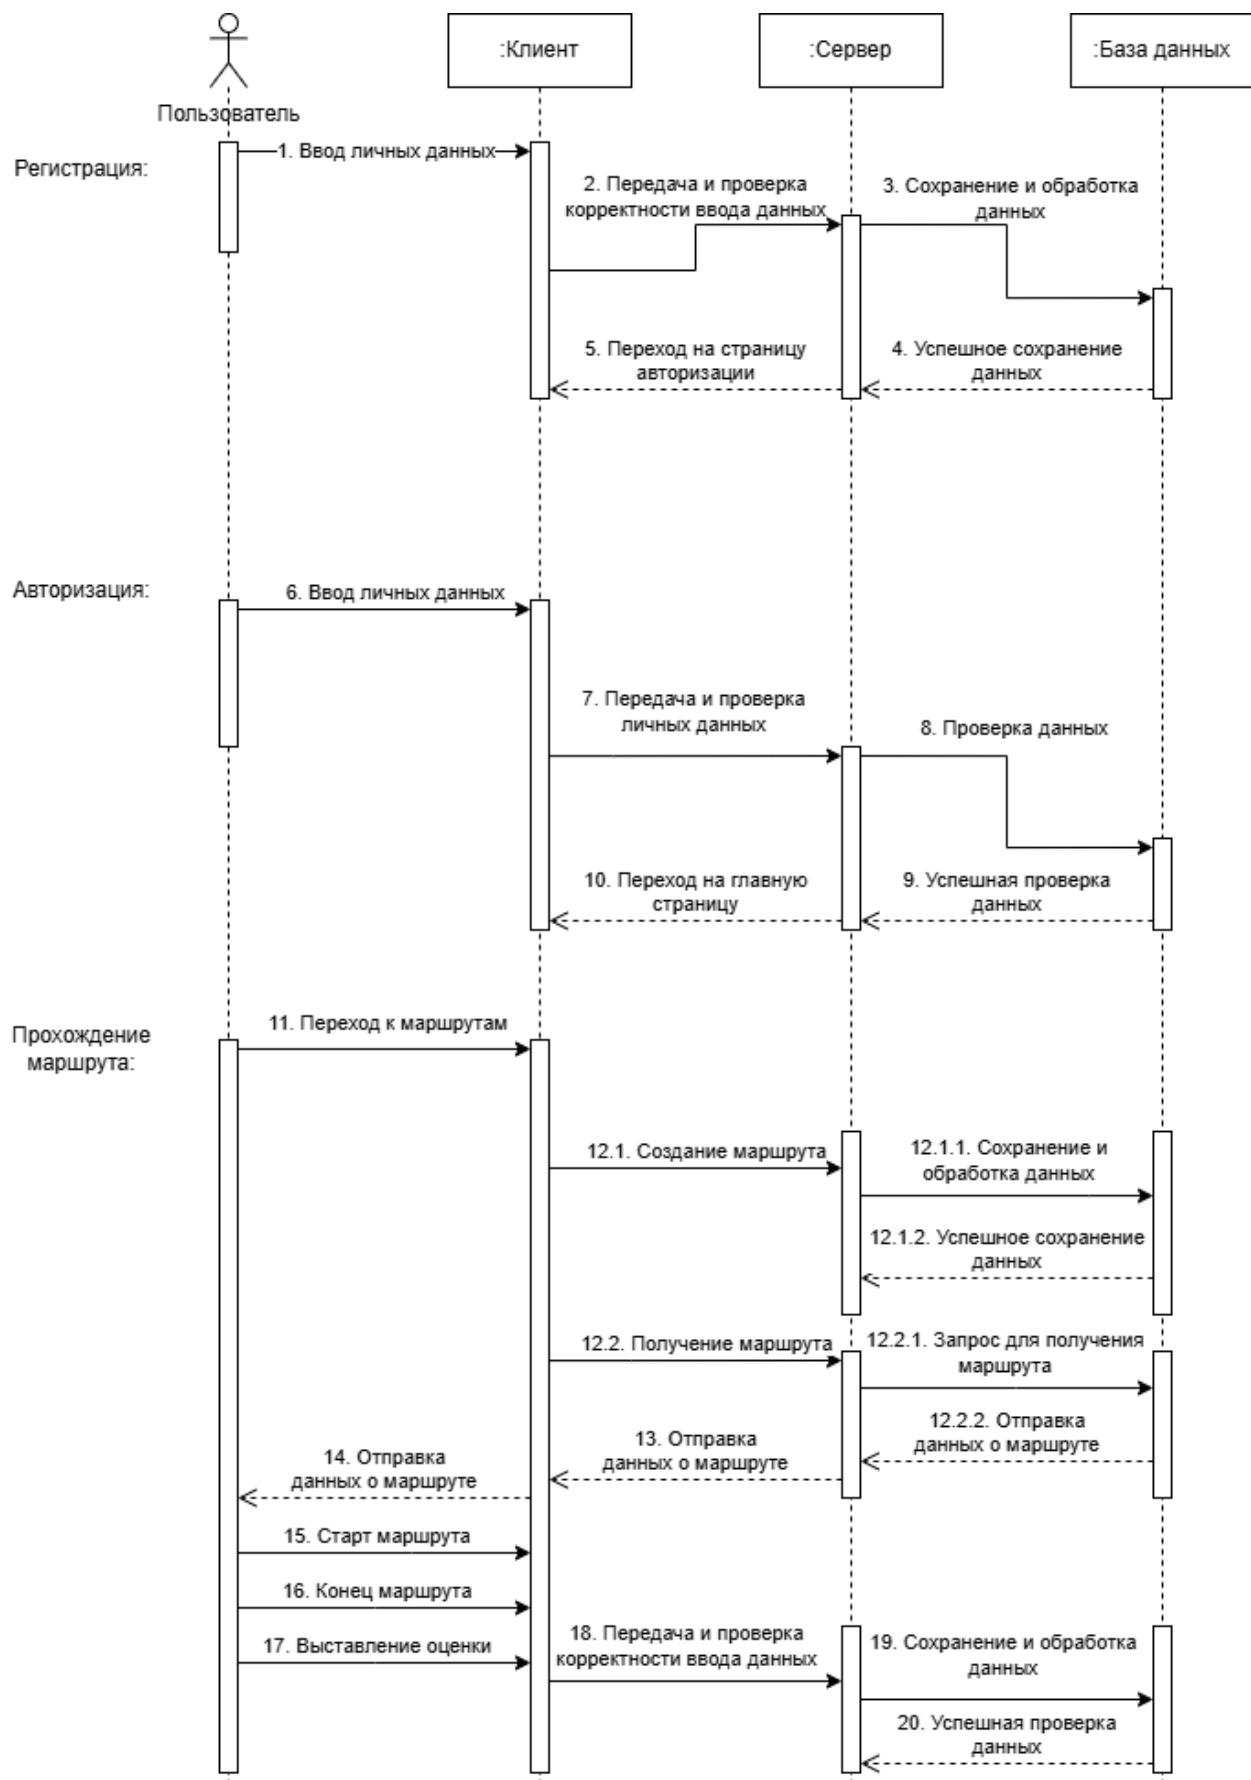 :Клиент
:Сервер
:База данных
Пользователь
Регистрация:
1. Ввод личных данных
2. Передача и проверка
корректности ввода данных
3. Сохранение и обработка
данных
5. Переход на страницу
авторизации
4. Успешное сохранение
данных
Авторизация:
6. Ввод личных данных
7. Передача и проверка
личных данных
8. Проверка данных
10. Переход на главную
страницу
9. Успешная проверка
данных
Прохождение
маршрута:
11. Переход к маршрутам
12.1. Создание маршрута
12.1.1. Сохранение и
обработка данных
12.1.2. Успешное сохранение
данных
12.2. Получение маршрута
12.2.1. Запрос для получения
маршрута
12.2.2. Отправка
данных о маршруте
13. Отправка
данных о маршруте
14. Отправка
данных о маршруте
15. Старт маршрута
16. Конец маршрута
17. Выставление оценки
18. Передача и проверка
корректности ввода данных
19. Сохранение и обработка
данных
20. Успешная проверка
данных